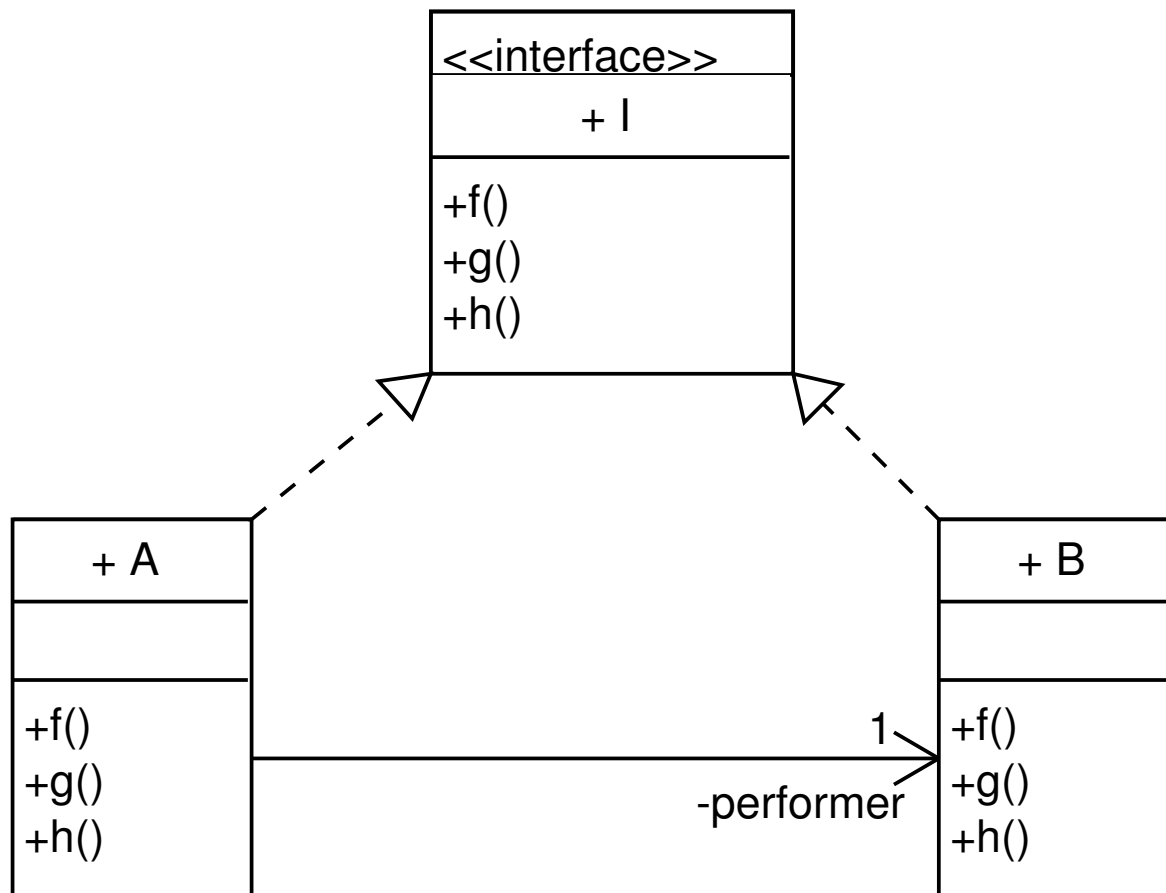 <<interface>>
+ I
+f()
+g()
+h()
+ A
+f()
+g()
+h()
1
-performer
+ B
+f()
+g()
+h()